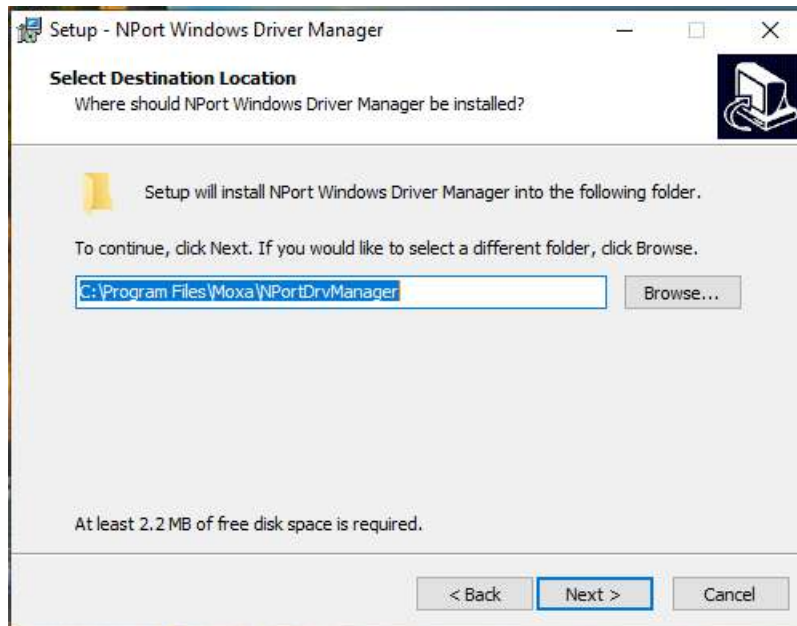 Setup - NPort Windows Driver Manager
Select Destination Location
Where should NPort Windows Driver Manager be installed?
Setup will install NPort Windows Driver Manager into the following folder.
To continue, click Next. If you would like to select a different folder, click Browse.
C:\Program Files\Moxa\NPortDrvManager
Browse...
At least 2.2 MB of free disk space is required.
< Back
Next >
Cancel